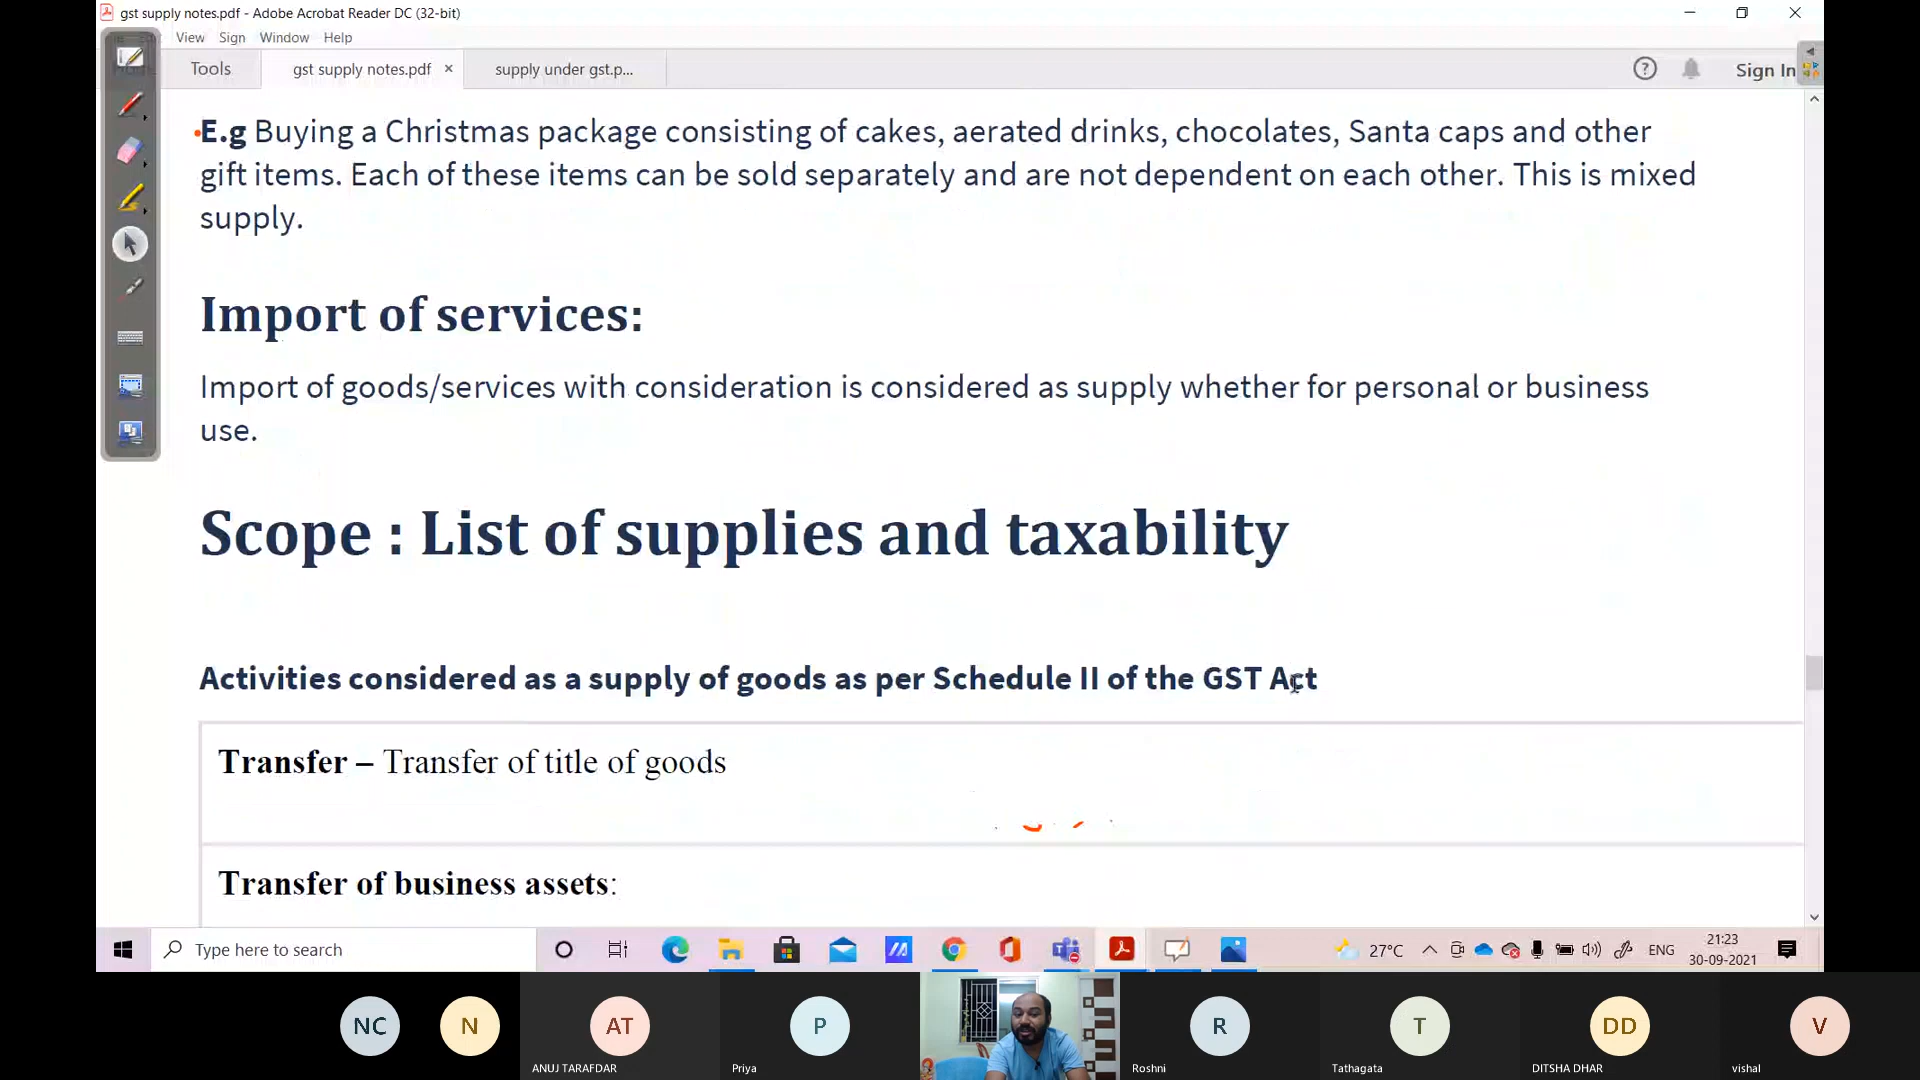 gst supply notes.pdf - Adobe Acrobat Reader DC (32-bit)
View Sign Window Help
Tools gst supply notes.pdf × supply under gst.p... Sign In
E.g Buying a Christmas package consisting of cakes, aerated drinks, chocolates, Santa caps and other
gift items. Each of these items can be sold separately and are not dependent on each other. This is mixed
supply.
Import of services:
Import of goods/services with consideration is considered as supply whether for personal or business
use.
Scope : List of supplies and taxability
Activities considered as a supply of goods as per Schedule II of the GST Act
Transfer – Transfer of title of goods
Transfer of business assets:
Type here to search 27°C ENG 21:23
30-09-2021
NC N AT P R T DD V
ANUJ TARAFDAR Priya Roshni Tathagata DITSHA DHAR vishal